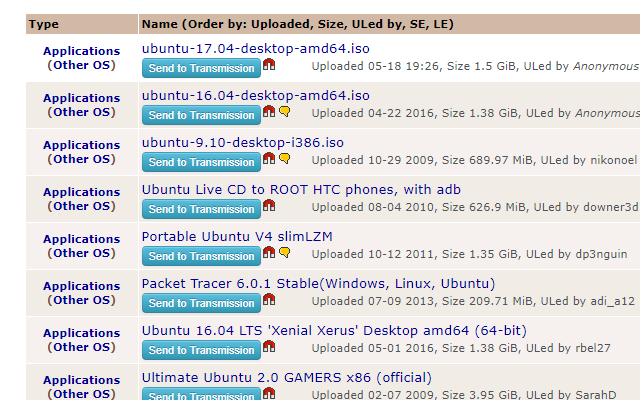 Type Name (Order by: Uploaded, Size, ULed by, SE, LE)
Applications (Other OS)
ubuntu-17.04-desktop-amd64.iso
Send to Transmission Uploaded 05-18 19:26, Size 1.5 GiB, ULed by Anonymous
Applications (Other OS)
ubuntu-16.04-desktop-amd64.iso
Send to Transmission Uploaded 04-22 2016, Size 1.38 GiB, ULed by Anonymous
Applications (Other OS)
ubuntu-9.10-desktop-i386.iso
Send to Transmission Uploaded 10-29 2009, Size 689.97 MiB, ULed by nikonoel
Applications (Other OS)
Ubuntu Live CD to ROOT HTC phones, with adb
Send to Transmission Uploaded 08-04 2010, Size 626.9 MiB, ULed by downer3d
Applications (Other OS)
Portable Ubuntu V4 slimLZM
Send to Transmission Uploaded 10-12 2011, Size 1.35 GiB, ULed by dp3nguin
Applications (Other OS)
Packet Tracer 6.0.1 Stable(Windows, Linux, Ubuntu)
Send to Transmission Uploaded 07-09 2013, Size 209.71 MiB, ULed by adi_a12
Applications (Other OS)
Ubuntu 16.04 LTS 'Xenial Xerus' Desktop amd64 (64-bit)
Send to Transmission Uploaded 05-01 2016, Size 1.38 GiB, ULed by rbel27
Applications (Other OS)
Ultimate Ubuntu 2.0 GAMERS x86 (official)
Send to Transmission Uploaded 02-07 2009, Size 3.95 GiB, ULed by SarahD